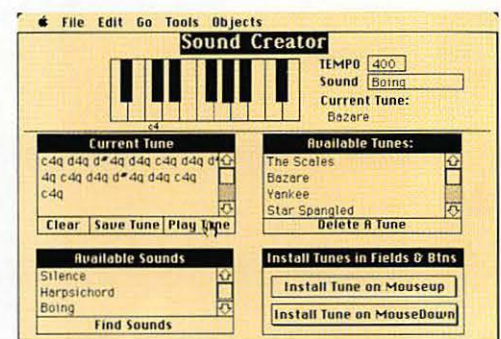 File Edit Go Tools Objects
Sound Creator
TEMPO 400
Sound Boing
Current Tune:
Bazare
c4
Current Tune
c4q d4q d#4q d4q c4q d4q d#
4q c4q d4q d#4q d4q c4q
c4q
Clear Save Tune Play Tune
Available Tunes:
The Scales
Bazare
Yankee
Star Spangled
Delete A Tune
Available Sounds
Silence
Harpsichord
Boing
Find Sounds
Install Tunes in Fields & Btns
Install Tune on Mouseup
Install Tune on MouseDown